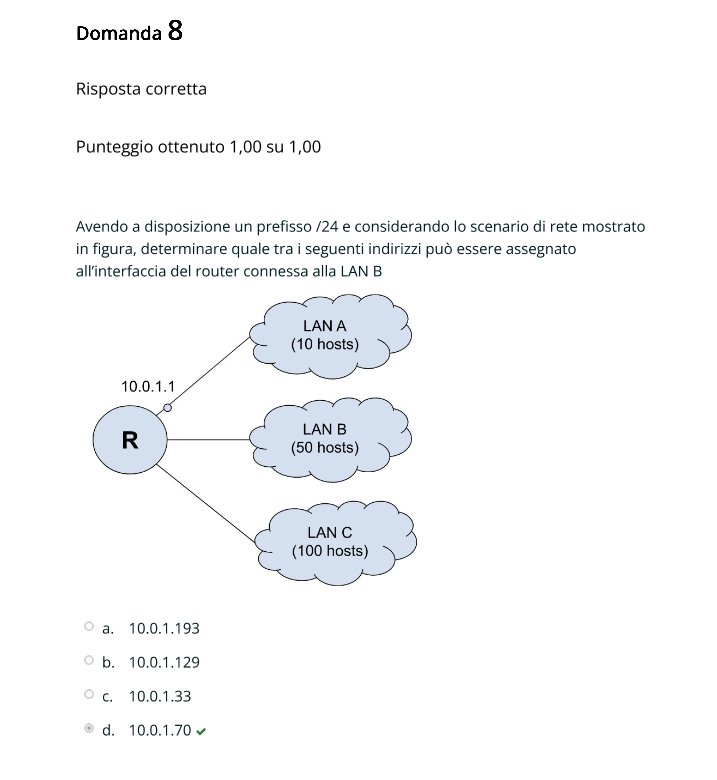 Domanda 8
Risposta corretta
Punteggio ottenuto 1,00 su 1,00
Avendo a disposizione un prefisso /24 e considerando lo scenario di rete mostrato
in figura, determinare quale tra i seguenti indirizzi può essere assegnato
all'interfaccia del router connessa alla LAN B
LAN A
(10 hosts)
10.0.1.1
R
LAN B
(50 hosts)
LAN C
(100 hosts)
a. 10.0.1.193
b. 10.0.1.129
c. 10.0.1.33
d. 10.0.1.70